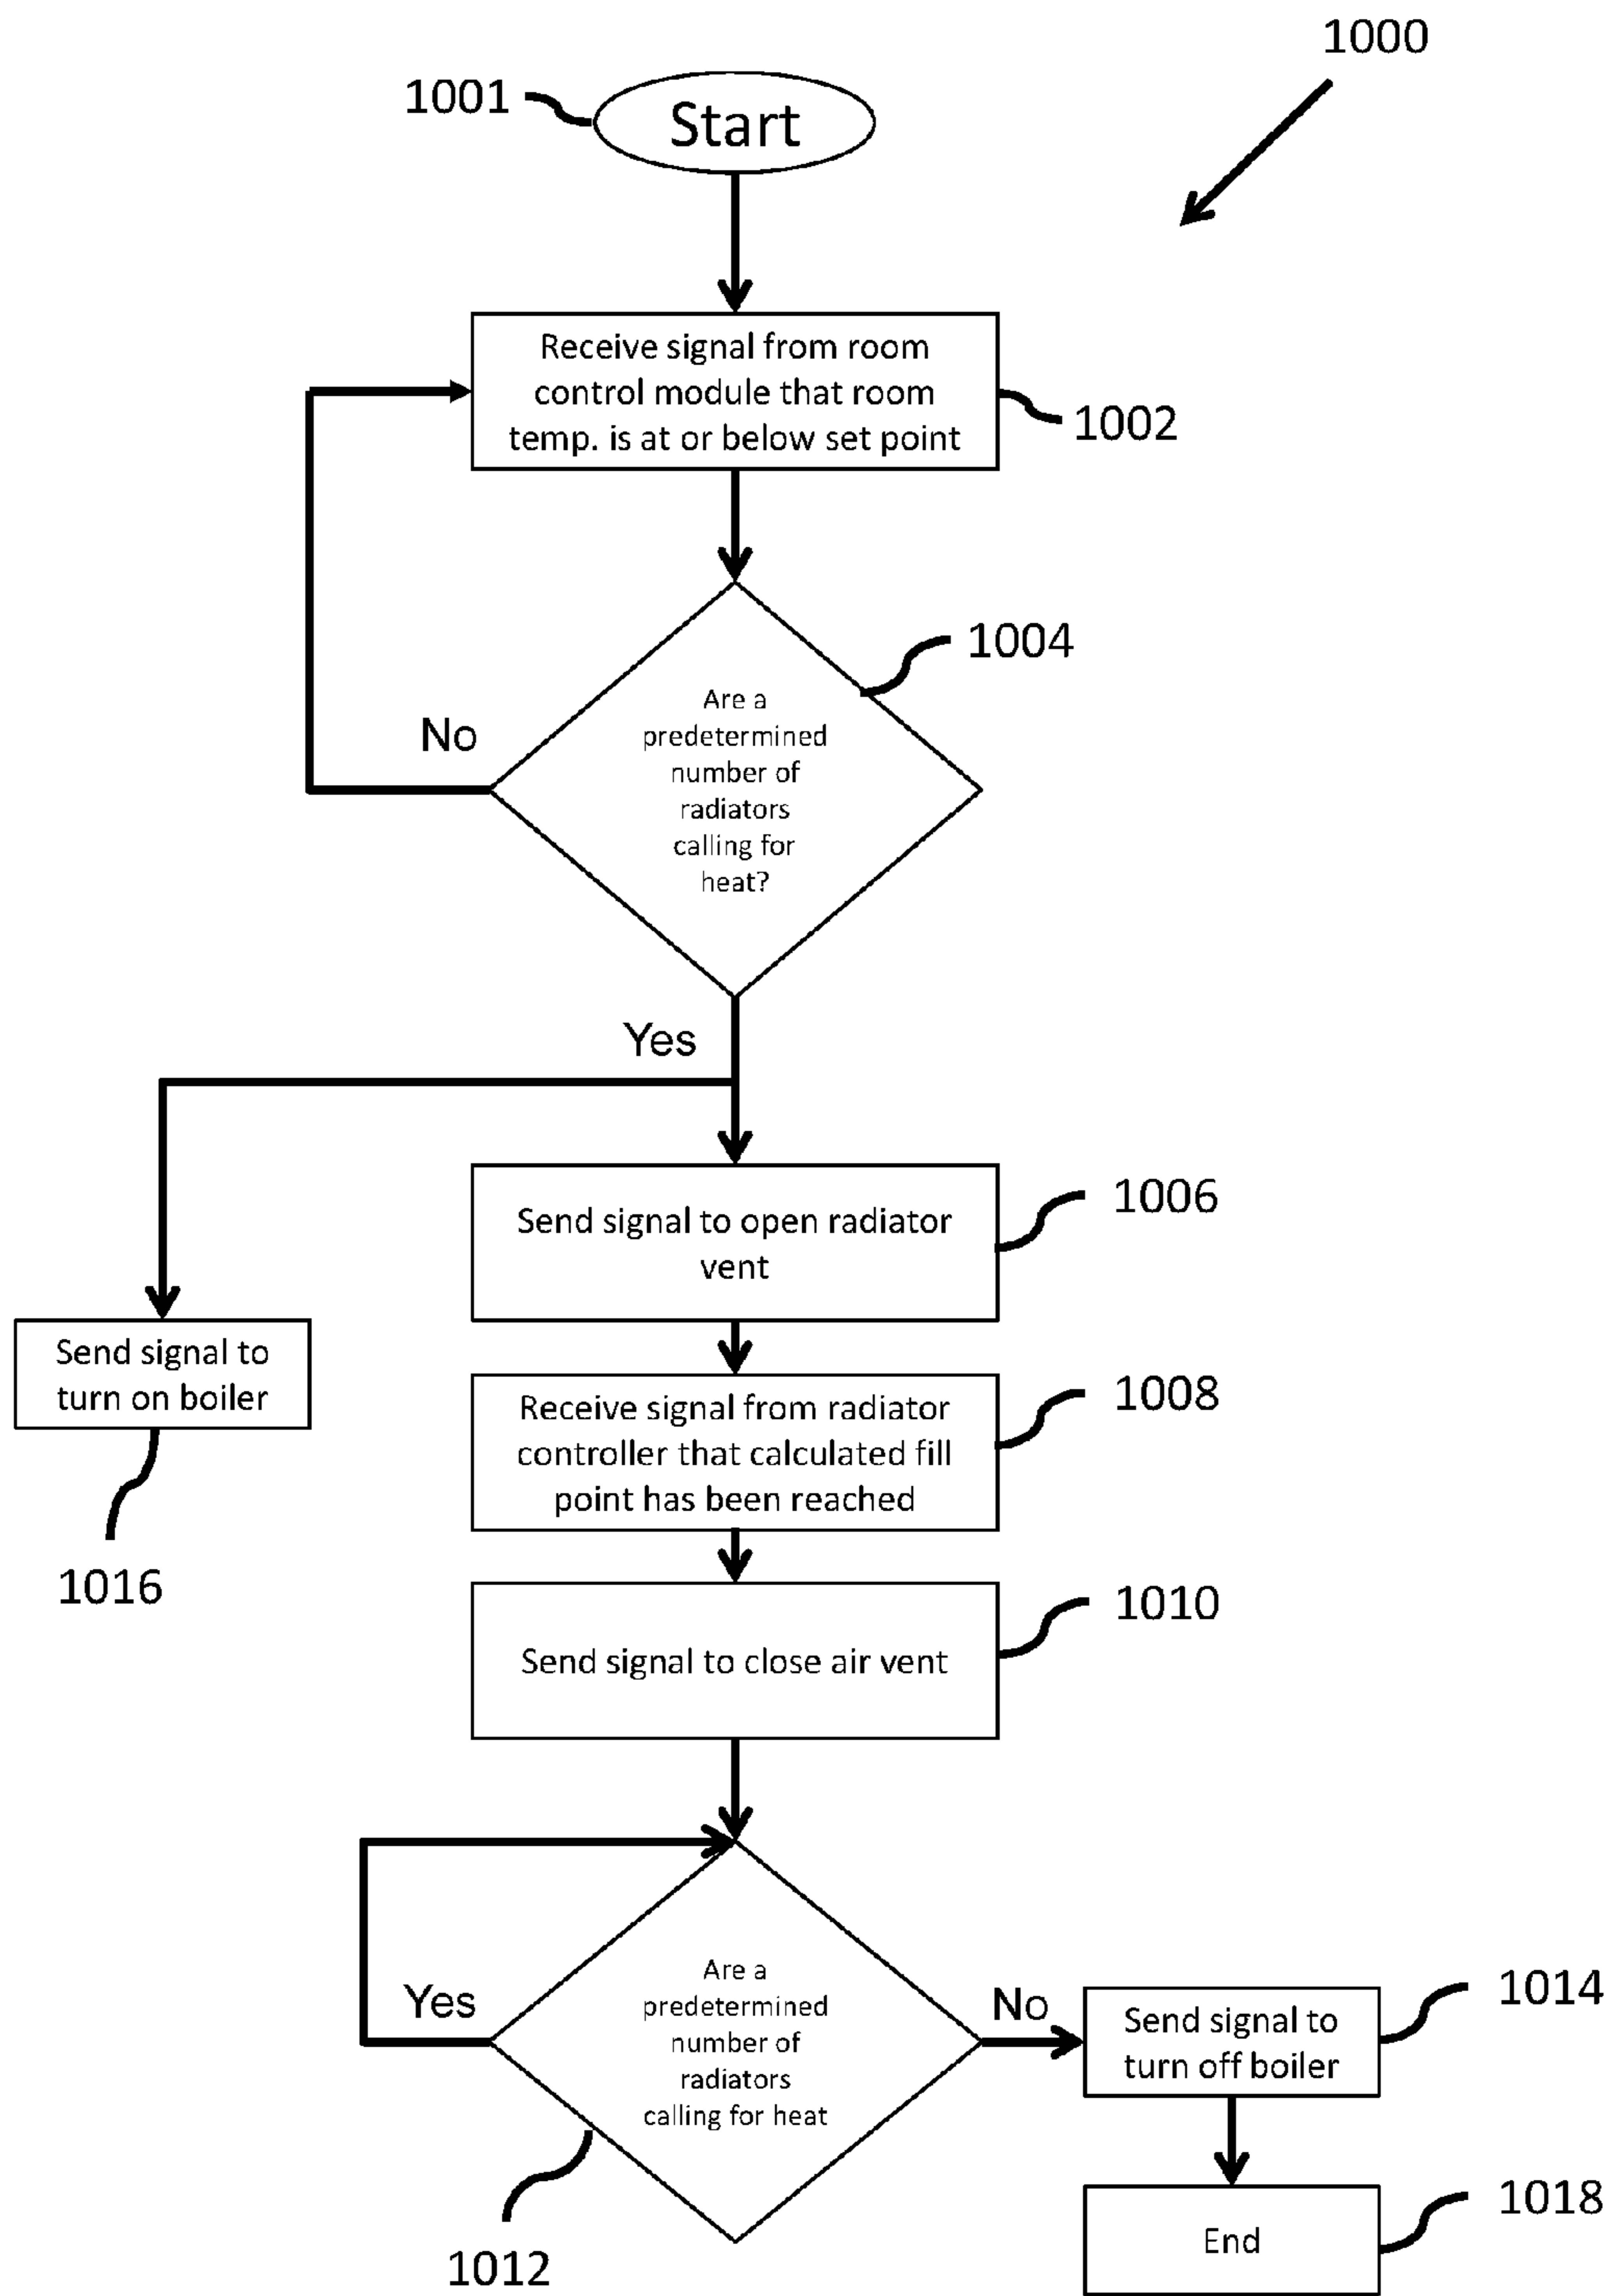 1000
1001
Start
Receive signal from room
control module that room
temp. is at or below set point
1002
1004
Are a
predetermined
number of
radiators
calling for
heat?
No
Yes
1006
Send signal to open radiator
vent
Send signal to
turn on boiler
1016
1008
Receive signal from radiator
controller that calculated fill
point has been reached
1010
Send signal to close air vent
Are a
predetermined
number of
radiators
calling for heat
Yes
No
1012
1014
Send signal to
turn off boiler
1018
End